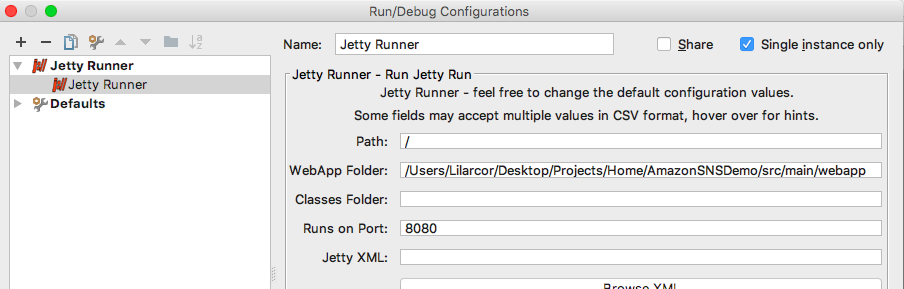 Run/Debug Configurations
Name: Jetty Runner Share Single instance only
Jetty Runner
Jetty Runner
Defaults
Jetty Runner - Run Jetty Run
Jetty Runner - feel free to change the default configuration values.
Some fields may accept multiple values in CSV format, hover over for hints.
Path: /
WebApp Folder: /Users/Lilarcor/Desktop/Projects/Home/AmazonSNSDemo/src/main/webapp
Classes Folder:
Runs on Port: 8080
Jetty XML:
Browse XML